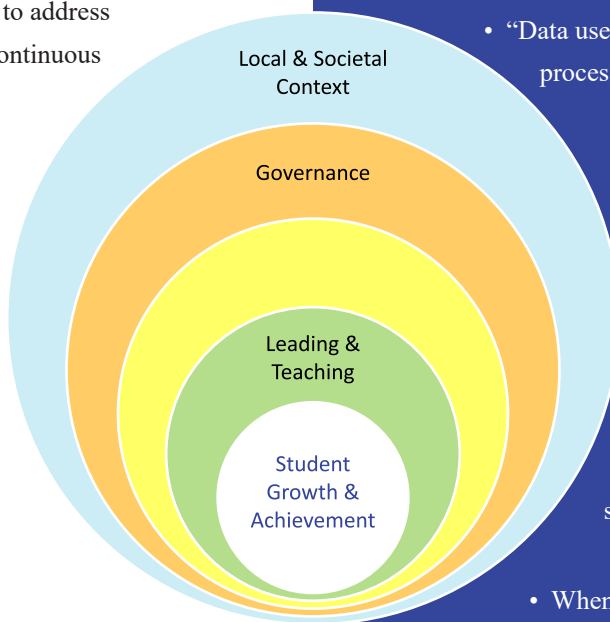 to address
ontinuous
Local & Societal
Context
Governance
Leading &
Teaching
Student
Growth &
Achievement
• “Data use
proces
s
• When